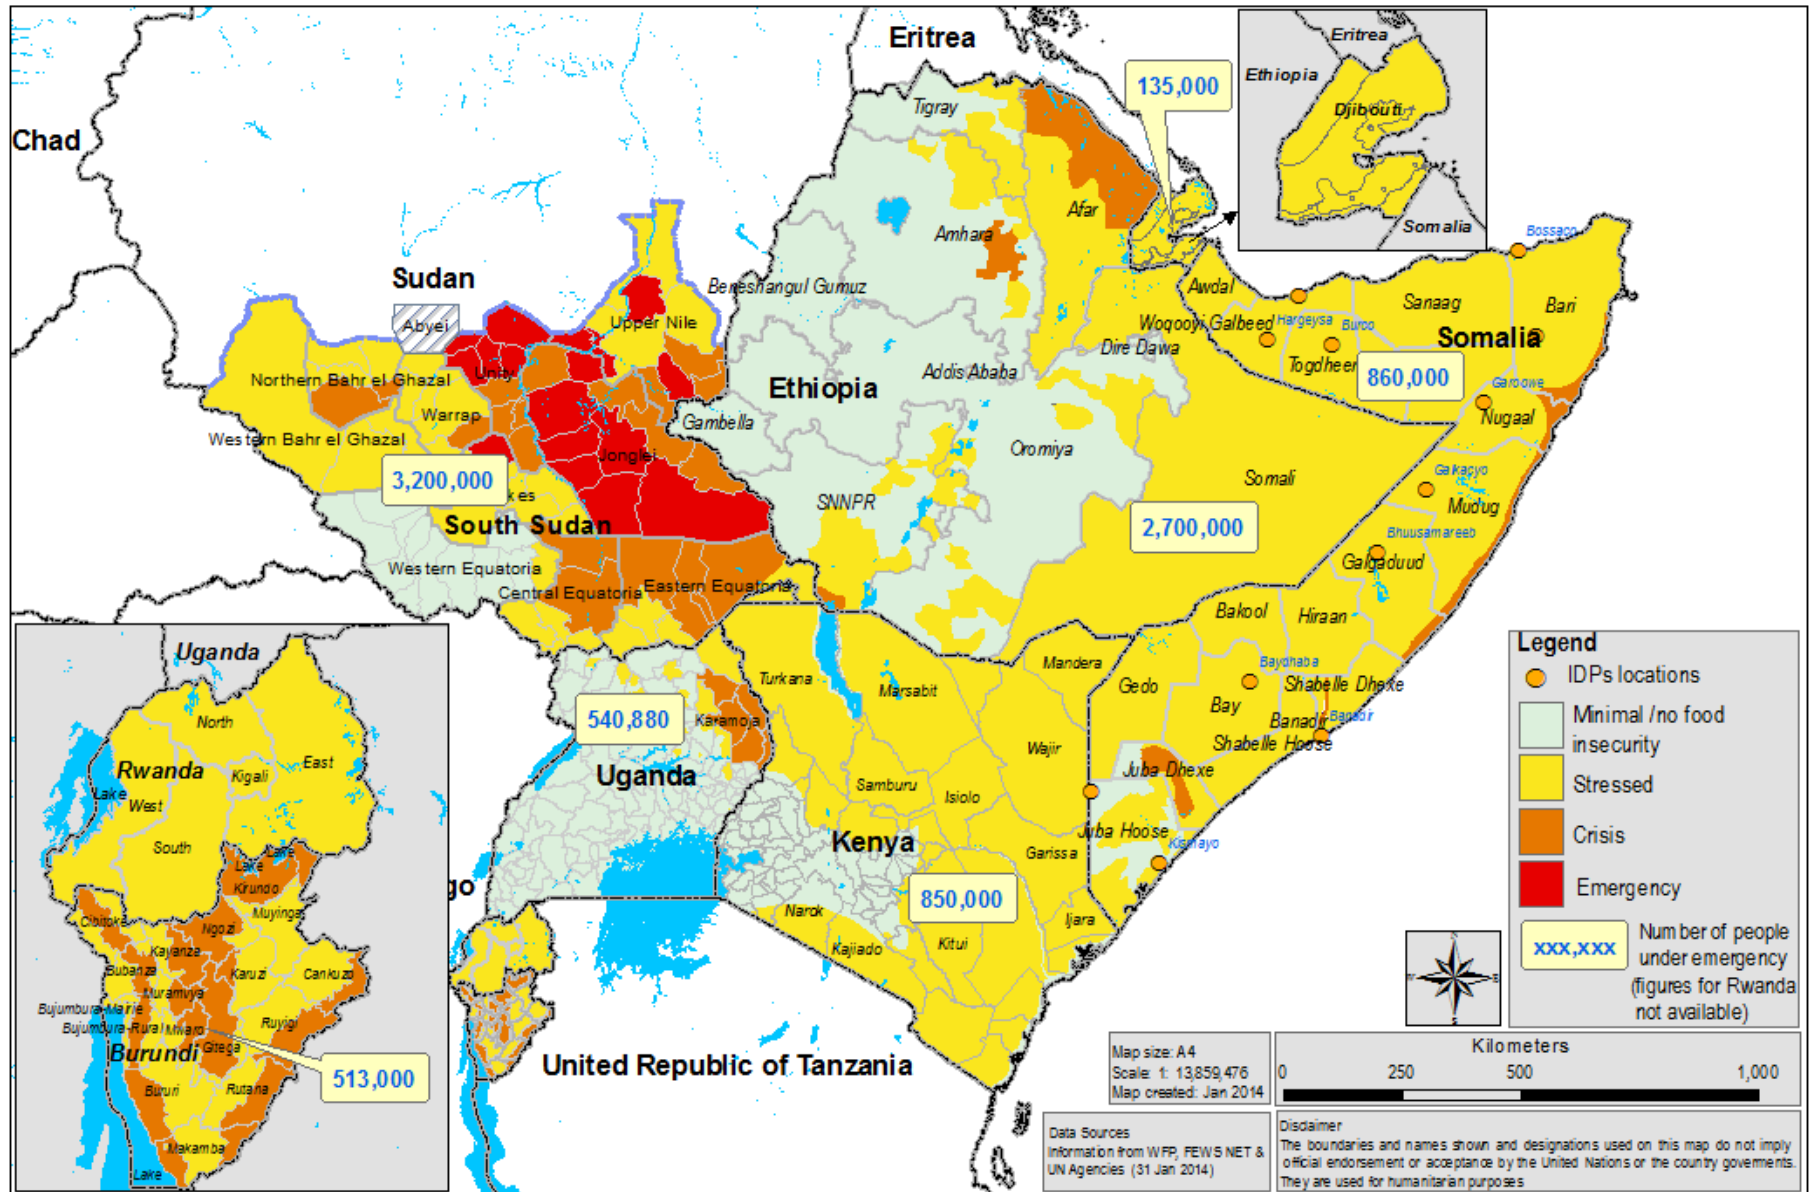 Eritrea
135,000
Eritrea
Ethiopia
Djibouti
Somalia
Chad
Tigray
Afar
Amhara
Sudan
Abyei
Upper Nile
Beneshangul Gumuz
Awdal
Sanaag
Bari
Bossaco
Woqooyi Galbeed
Hargeysa
Buroo
Somalia
Dire Dawa
Togdheer
860,000
Northern Bahr el Ghazal
Unity
Addis Ababa
Ethiopia
Garoowe
Nugaal
Warrap
Gambella
Western Bahr el Ghazal
Jonglei
Oromiya
Galkacyo
3,200,000
kes
SNNPR
Somali
Mudug
South Sudan
2,700,000
Bhuusamareeb
Galgaduud
Western Equatoria
Central Equatoria
Eastern Equatoria
Bakool
Hiraan
Uganda
Turkana
Marsabit
Mandera
Gedo
Baydhaba
Shabelle Dhexe
Bay
Banadir
Banadir
Shabelle Hoose
540,880
Karamoja
Uganda
Wajir
Juba Dhexe
Samburu
Isiolo
Kenya
Juba Hoose
Kismayo
Garissa
850,000
Narok
Kajiado
Kitui
Ijara
go
United Republic of Tanzania
North
Rwanda
Kigali
East
Lake
West
South
Lake
Lake
Kirundo
Cibitoke
Muyinga
Ngozi
Kayanza
Bubanza
Karuzi
Cankuzo
Muramvya
Bujumbura-Mairie
Bujumbura-Rural
Mwaro
Ruyigi
Burundi
Gitega
513,000
Bururi
Rutana
Makamba
Lake
Legend
IDPs locations
Minimal /no food
insecurity
Stressed
Crisis
Emergency
xxx,xxx
Number of people
under emergency
(figures for Rwanda
not available)
Map size: A4
Scale: 1: 13,859,476
Map created: Jan 2014
Kilometers
0 250 500 1,000
Data Sources
Information from WFP, FEWS NET &
UN Agencies (31 Jan 2014)
Disclaimer
The boundaries and names shown and designations used on this map do not imply
official endorsement or acceptance by the United Nations or the country goverments.
They are used for humanitarian purposes